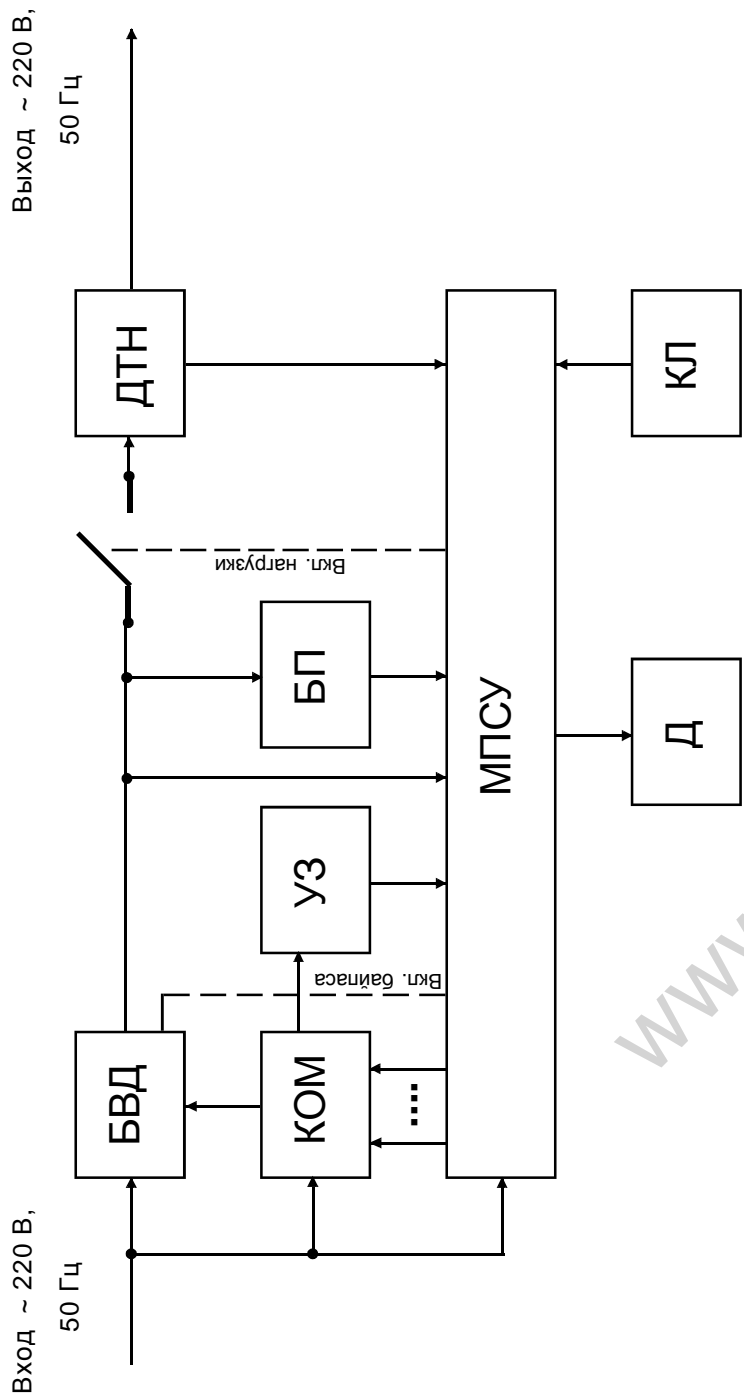 Вход ~ 220 В,
50 Гц
Выход ~ 220 В,
50 Гц
БВД
ДТН
Вкл. байпаса
Вкл. нагрузки
КОМ
....
УЗ
БП
МПСУ
Д
КЛ
www